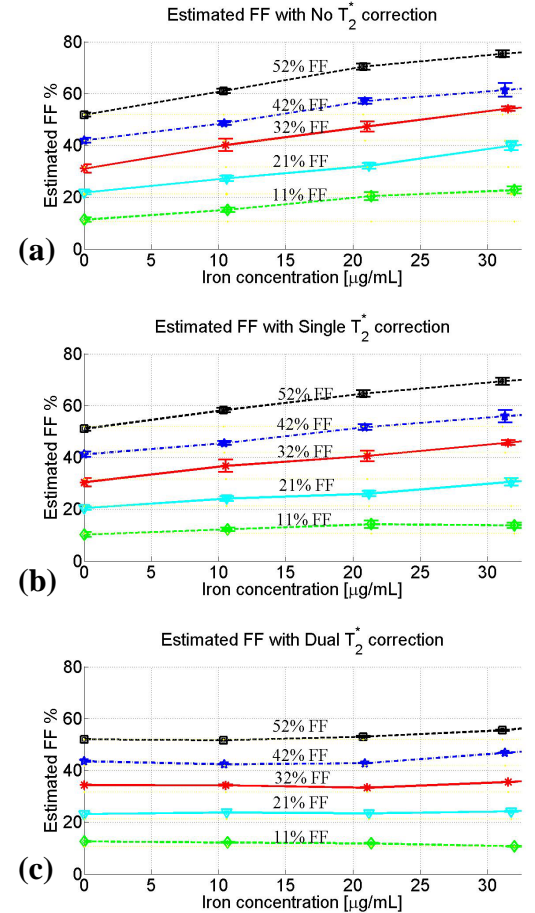 Estimated FF with No T2* correction
80
60
40
20
0
Estimated FF %
52% FF
42% FF
32% FF
21% FF
11% FF
0 5 10 15 20 25 30
Iron concentration [μg/mL]
(a)
Estimated FF with Single T2* correction
80
60
40
20
0
Estimated FF %
52% FF
42% FF
32% FF
21% FF
11% FF
0 5 10 15 20 25 30
Iron concentration [μg/mL]
(b)
Estimated FF with Dual T2* correction
80
60
40
20
0
Estimated FF %
52% FF
42% FF
32% FF
21% FF
11% FF
0 5 10 15 20 25 30
Iron concentration [μg/mL]
(c)